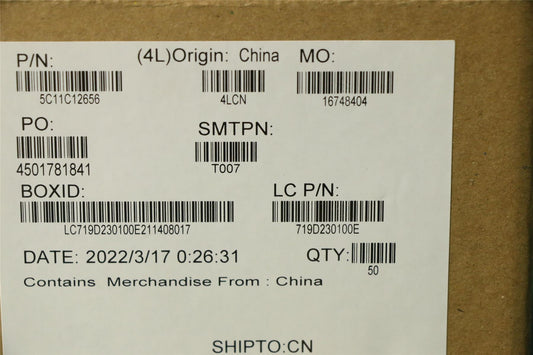 P/N: (4L)Origin: China MO:
5C11C12656 4LCN 16748404
PO: SMTPN:
4501781841 T007
BOXID: LC P/N:
LC719D230100E211408017 719D230100E
DATE: 2022/3/17 0:26:31 QTY:
50
Contains Merchandise From : China
SHIPTO:CN